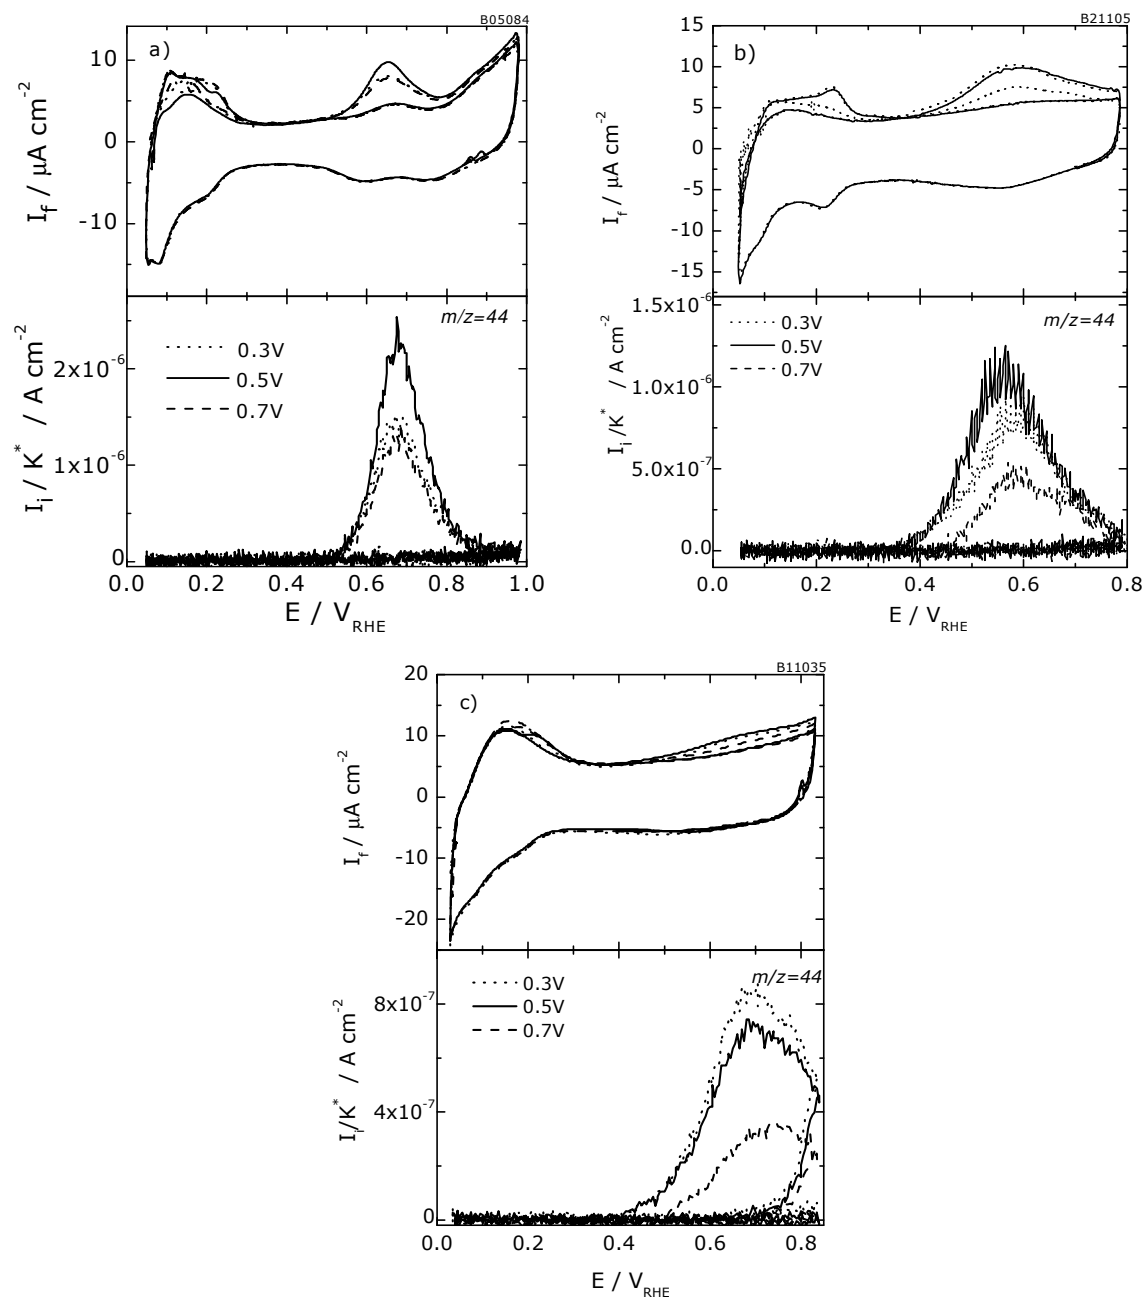 B05084
a)
10
0
-10
I_f / µA cm⁻²
m/z=44
0.3V
0.5V
0.7V
2x10⁻⁶
1x10⁻⁶
0
I_i / K* / A cm⁻²
0.0 0.2 0.4 0.6 0.8 1.0
E / V_RHE
B21105
b)
15
10
5
0
-5
-10
-15
I_f / µA cm⁻²
1.5x10⁻⁶
m/z=44
0.3V
0.5V
0.7V
1.0x10⁻⁶
5.0x10⁻⁷
0.0
I_i /K* / A cm⁻²
0.0 0.2 0.4 0.6 0.8
E / V_RHE
B11035
c)
20
10
0
-10
-20
I_f / µA cm⁻²
m/z=44
0.3V
0.5V
0.7V
8x10⁻⁷
4x10⁻⁷
0
I_i/K* / A cm⁻²
0.0 0.2 0.4 0.6 0.8
E / V_RHE